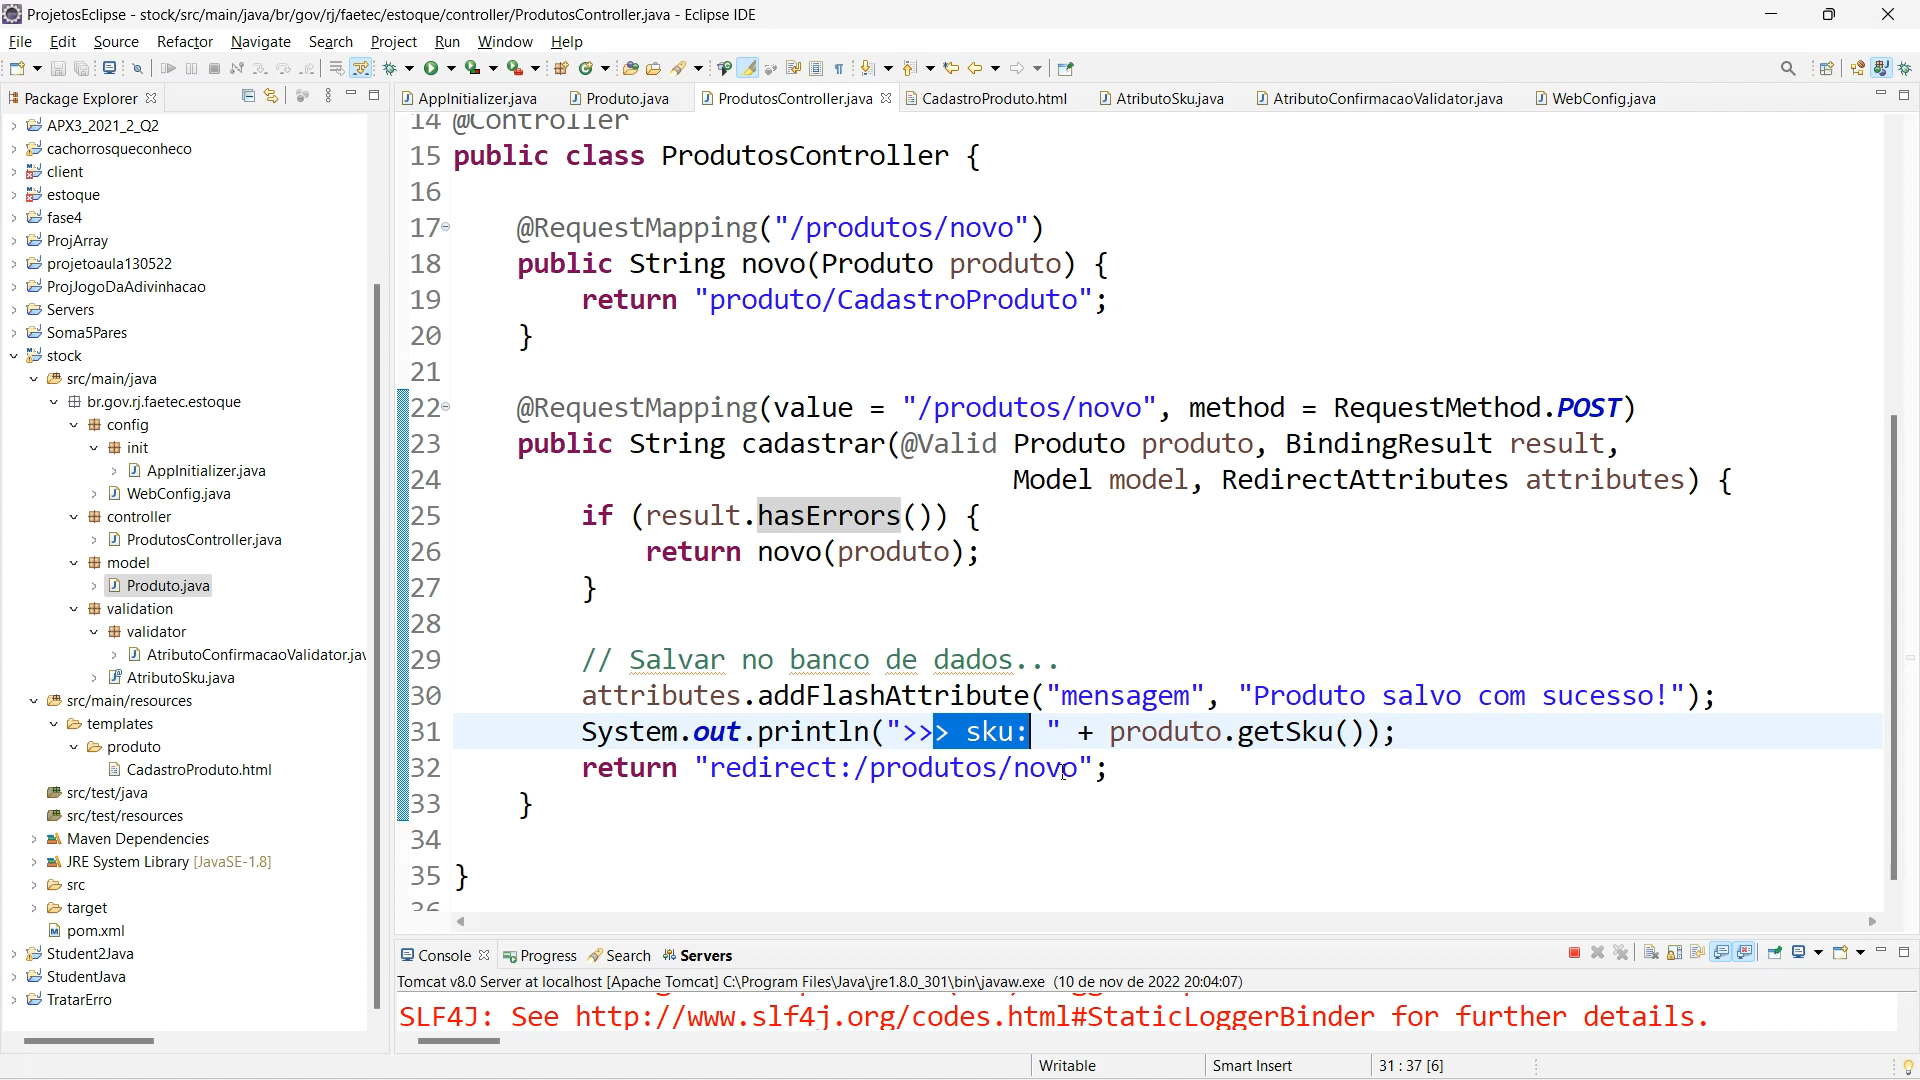 ProjetosEclipse - stock/src/main/java/br/gov/rj/faetec/estoque/controller/ProdutosController.java - Eclipse IDE
File Edit Source Refactor Navigate Search Project Run Window Help
Package Explorer
APX3_2021_2_Q2
cachorrosqueconheco
client
estoque
fase4
ProjArray
projetoaula130522
ProjJogoDaAdivinhacao
Servers
Soma5Pares
stock
src/main/java
br.gov.rj.faetec.estoque
config
init
AppInitializer.java
WebConfig.java
controller
ProdutosController.java
model
Produto.java
validation
validator
AtributoConfirmacaoValidator.jav
AtributoSku.java
src/main/resources
templates
produto
CadastroProduto.html
src/test/java
src/test/resources
Maven Dependencies
JRE System Library [JavaSE-1.8]
src
target
pom.xml
Student2Java
StudentJava
TratarErro
AppInitializer.java Produto.java ProdutosController.java CadastroProduto.html AtributoSku.java AtributoConfirmacaoValidator.java WebConfig.java
14 @Controller
15 public class ProdutosController {
16
17 @RequestMapping("/produtos/novo")
18 public String novo(Produto produto) {
19 return "produto/CadastroProduto";
20 }
21
22 @RequestMapping(value = "/produtos/novo", method = RequestMethod.POST)
23 public String cadastrar(@Valid Produto produto, BindingResult result,
24 Model model, RedirectAttributes attributes) {
25 if (result.hasErrors()) {
26 return novo(produto);
27 }
28
29 // Salvar no banco de dados...
30 attributes.addFlashAttribute("mensagem", "Produto salvo com sucesso!");
31 System.out.println(">>> sku: " + produto.getSku());
32 return "redirect:/produtos/novo";
33 }
34
35 }
36
Console Progress Search Servers
Tomcat v8.0 Server at localhost [Apache Tomcat] C:\Program Files\Java\jre1.8.0_301\bin\javaw.exe (10 de nov de 2022 20:04:07)
SLF4J: See http://www.slf4j.org/codes.html#StaticLoggerBinder for further details.
Writable Smart Insert 31 : 37 [6]